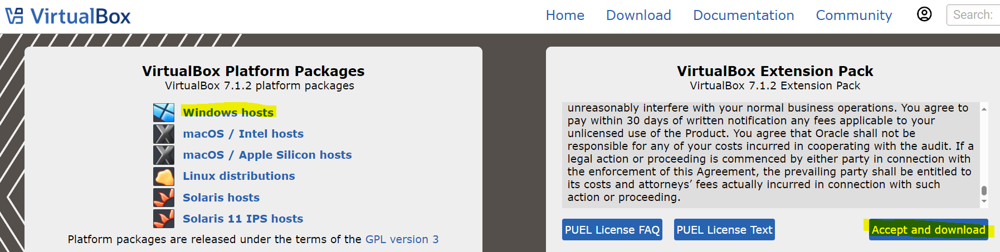 VirtualBox
Home Download Documentation Community Search:
VirtualBox Platform Packages
VirtualBox 7.1.2 platform packages
Windows hosts
macOS / Intel hosts
macOS / Apple Silicon hosts
Linux distributions
Solaris hosts
Solaris 11 IPS hosts
Platform packages are released under the terms of the GPL version 3
VirtualBox Extension Pack
VirtualBox 7.1.2 Extension Pack
unreasonably interfere with your normal business operations. You agree to
pay within 30 days of written notification any fees applicable to your
unlicensed use of the Product. You agree that Oracle shall not be
responsible for any of your costs incurred in cooperating with the audit. If a
legal action or proceeding is commenced by either party in connection with
the enforcement of this Agreement, the prevailing party shall be entitled to
its costs and attorneys’ fees actually incurred in connection with such
action or proceeding.
PUEL License FAQ PUEL License Text Accept and download